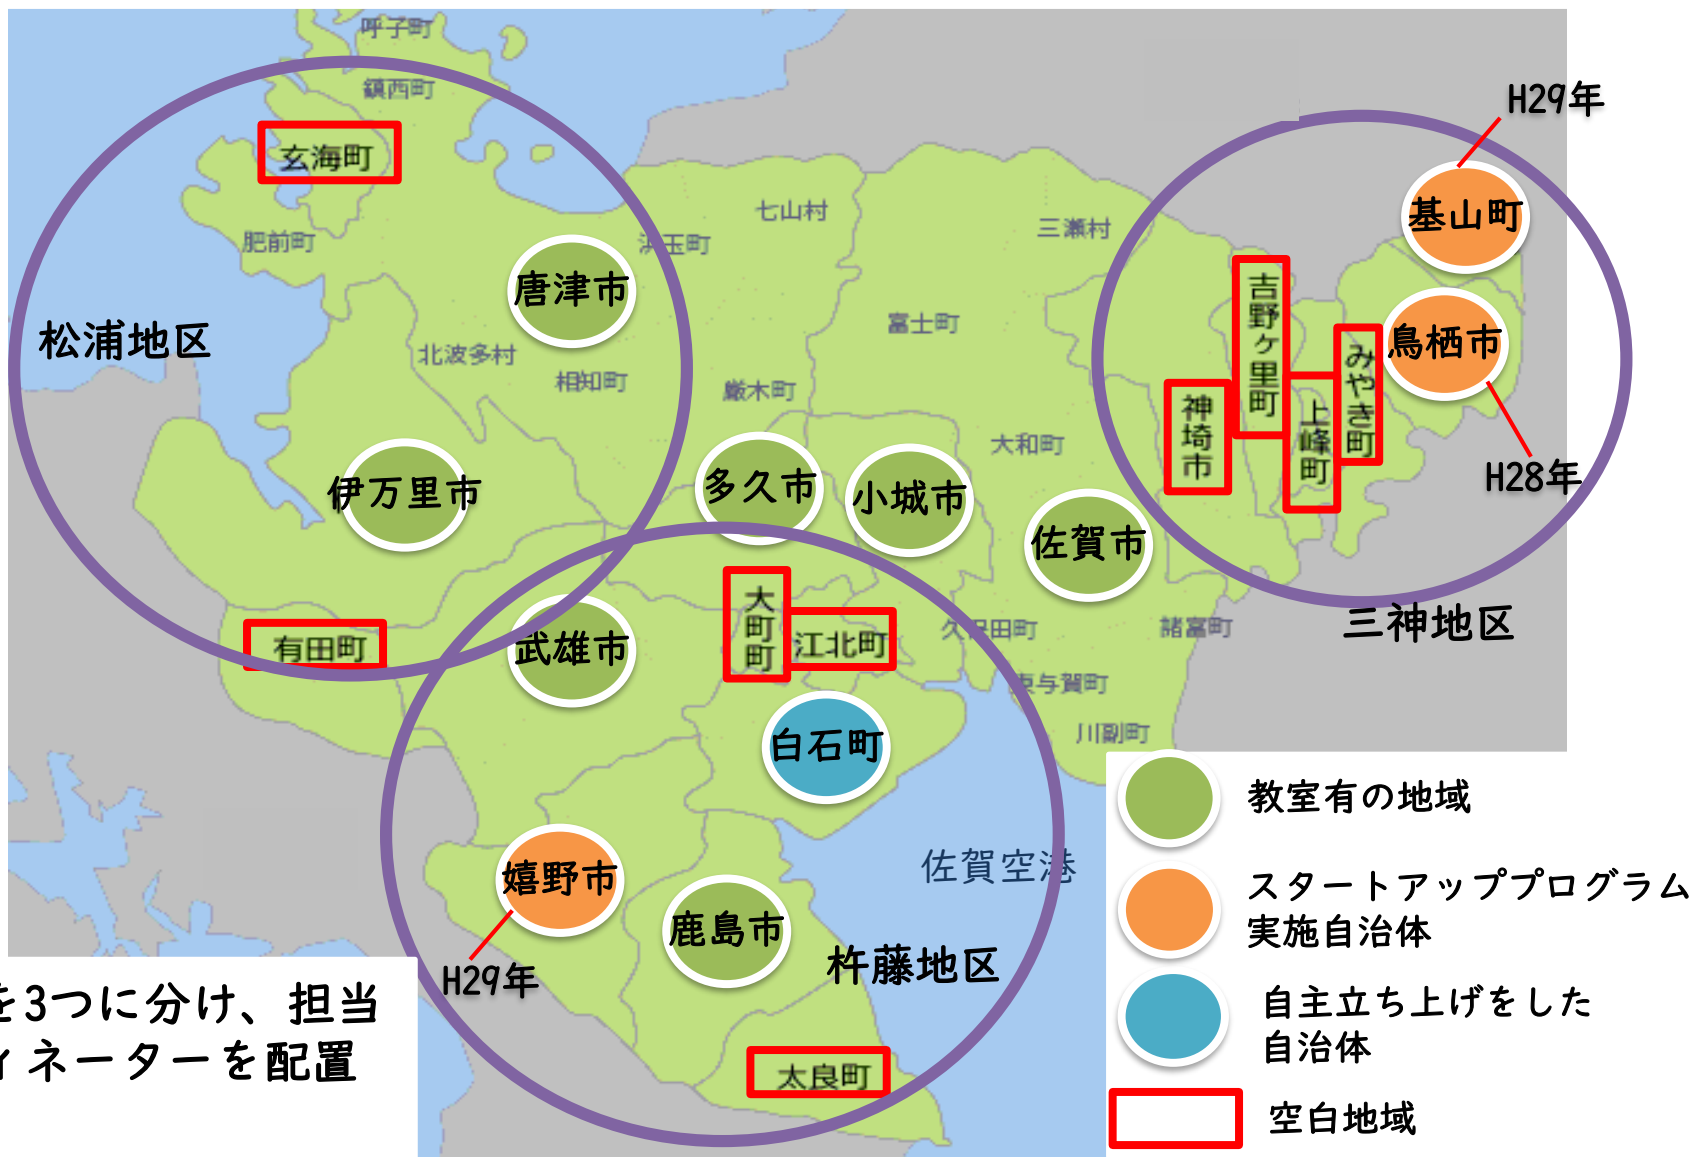 呼子町
鎮西町
H29年
玄海町
基山町
七山村
三瀬村
肥前町
浜玉町
唐津市
吉野ヶ里町
鳥栖市
松浦地区
富士町
みやき町
北波多村
相知町
厳木町
神埼市
上峰町
大和町
H28年
伊万里市
多久市
小城市
佐賀市
大町町
江北町
久保田町
諸富町
三神地区
有田町
武雄市
東与賀町
川副町
白石町
教室有の地域
佐賀空港
嬉野市
スタートアッププログラム
実施自治体
鹿島市
杵藤地区
H29年
を3つに分け、担当
ィネーターを配置
自主立ち上げをした
自治体
太良町
空白地域